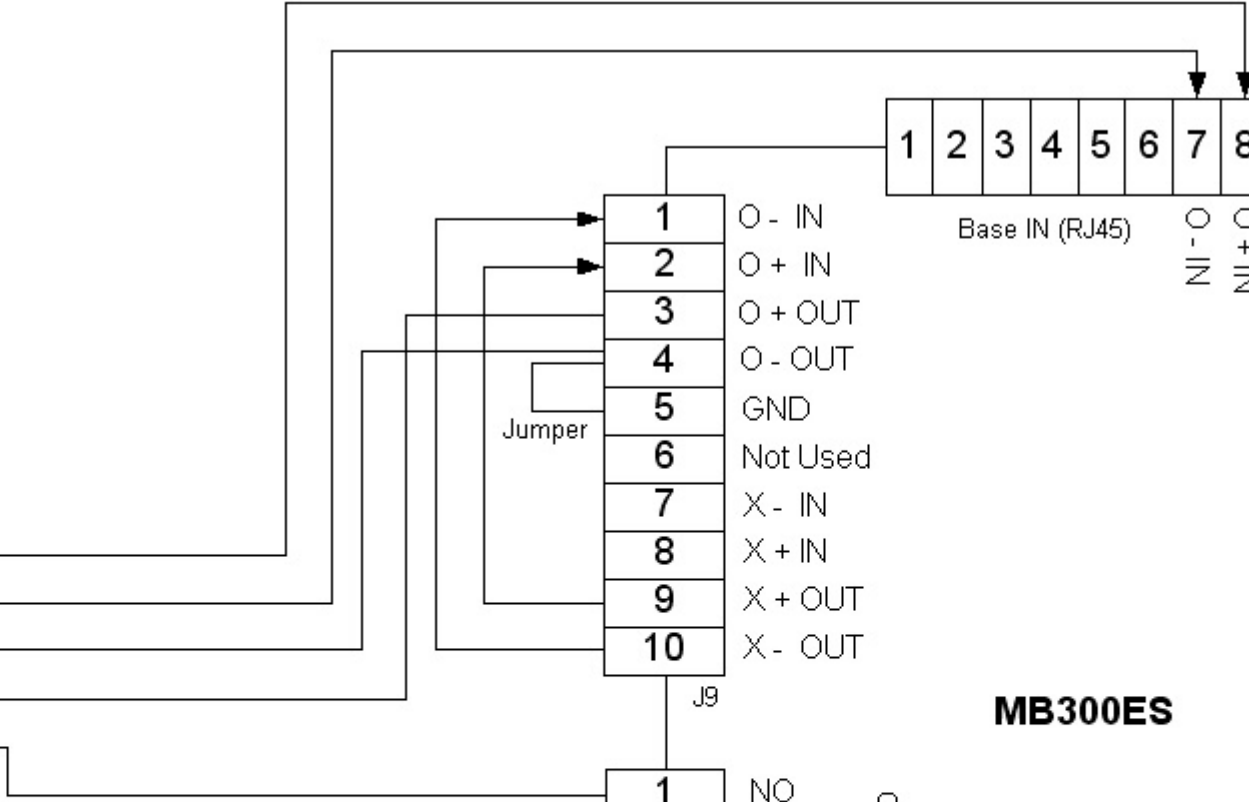 1 2 3 4 5 6 7 8
Base IN (RJ45)
O - IN
O + IN
1 O - IN
2 O + IN
3 O + OUT
4 O - OUT
5 GND
Jumper
6 Not Used
7 X - IN
8 X + IN
9 X + OUT
10 X - OUT
J9
MB300ES
1 NO